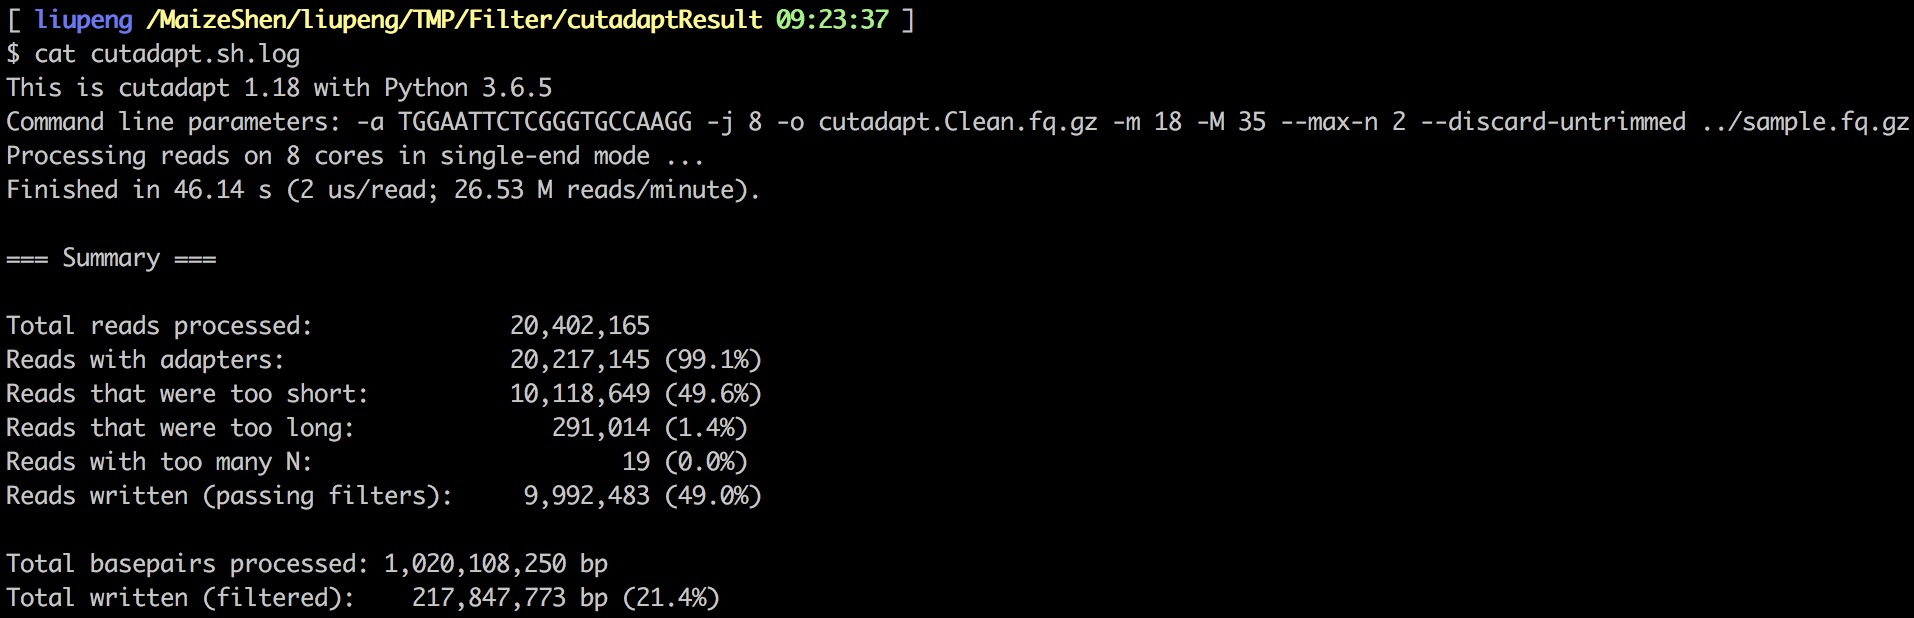 [ liupeng /MaizeShen/liupeng/TMP/Filter/cutadaptResult 09:23:37 ]
$ cat cutadapt.sh.log
This is cutadapt 1.18 with Python 3.6.5
Command line parameters: -a TGGAATTCTCGGGTGCCAAGG -j 8 -o cutadapt.Clean.fq.gz -m 18 -M 35 --max-n 2 --discard-untrimmed ../sample.fq.gz
Processing reads on 8 cores in single-end mode ...
Finished in 46.14 s (2 us/read; 26.53 M reads/minute).
=== Summary ===
Total reads processed: 20,402,165
Reads with adapters: 20,217,145 (99.1%)
Reads that were too short: 10,118,649 (49.6%)
Reads that were too long: 291,014 (1.4%)
Reads with too many N: 19 (0.0%)
Reads written (passing filters): 9,992,483 (49.0%)
Total basepairs processed: 1,020,108,250 bp
Total written (filtered): 217,847,773 bp (21.4%)